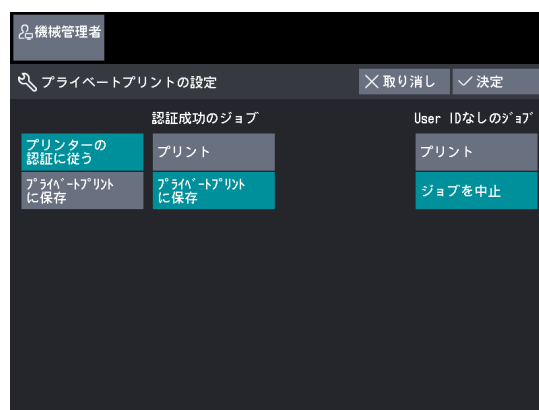 機械管理者
プライベートプリントの設定
取り消し
決定
認証成功のジョブ
User IDなしのｼﾞｮﾌﾞ
プリンターの
認証に従う
プリント
プリント
ﾌﾟﾗｲﾍﾞｰﾄﾌﾟﾘﾝﾄ
に保存
ﾌﾟﾗｲﾍﾞｰﾄﾌﾟﾘﾝﾄ
に保存
ジョブを中止